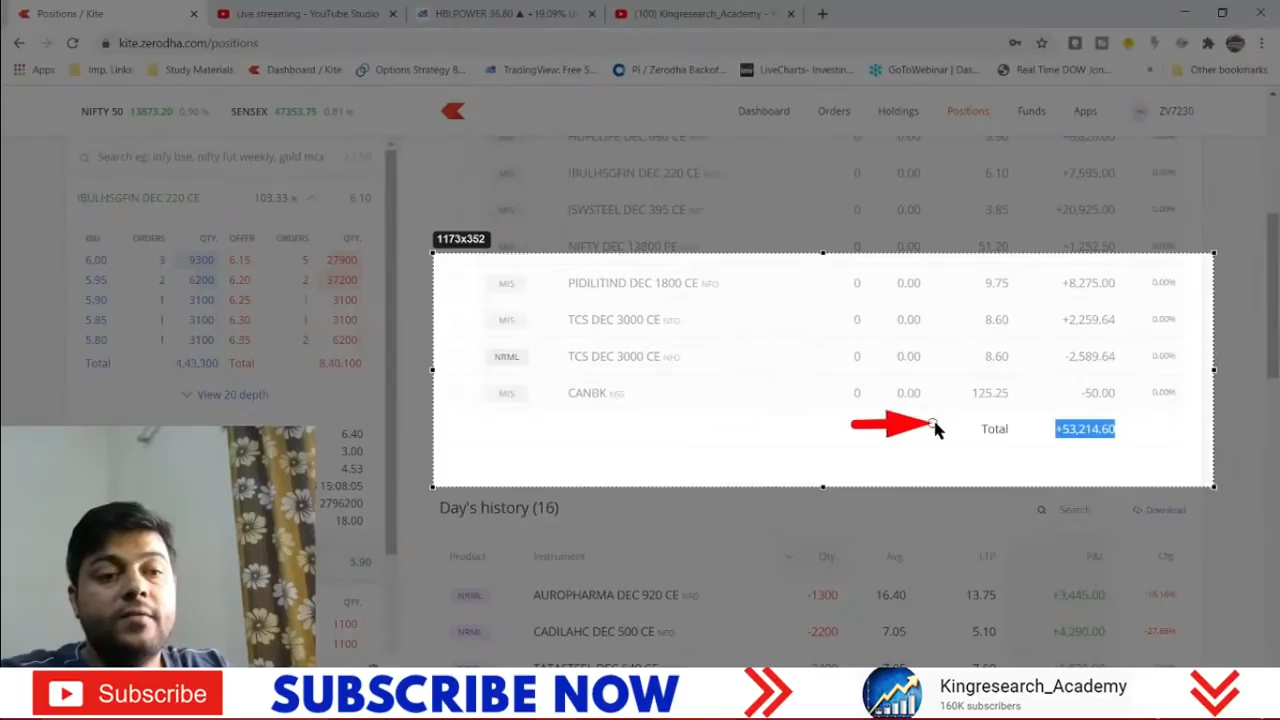 Positions / Kite
Live streaming - YouTube Studio
HBLPOWER 36.80 ▲ +19.09%
(100) Kingresearch_Academy -
kite.zerodha.com/positions
Apps
Imp. Links
Study Materials
Dashboard / Kite
Options Strategy B...
TradingView: Free S...
PI / Zerodha Backof...
LiveCharts- Investin...
GoToWebinar | Das...
Real Time DOW Jon...
»
Other bookmarks
NIFTY 50 13873.20 0.90 %
SENSEX 47353.75 0.81 %
Dashboard
Orders
Holdings
Positions
Funds
Apps
ZV7230
Search eg: infy bse, nifty fut weekly, gold mcx
IBULHSGFIN DEC 220 CE 103.33 % 6.10
BID ORDERS QTY. OFFER ORDERS QTY.
6.00 3 9300 6.15 5 27900
5.95 2 6200 6.20 6 37200
5.90 1 3100 6.25 1 3100
5.85 1 3100 6.30 1 3100
5.80 1 3100 6.35 2 6200
Total 4,43,300 Total 8,40,100
View 20 depth
6.40
3.00
4.53
15:08:05
2796200
18.00
5.90
QTY.
1100
1100
IBULHSGFIN DEC 220 CE 6.10 +7,595.00 0.00%
JSWSTEEL DEC 395 CE 3.85 +20,925.00 0.00%
1173x352
NIFTY DEC 13800 PE 51.20 +1,252.50 0.00%
MIS PIDILITIND DEC 1800 CE NFO 0 0.00 9.75 +8,275.00 0.00%
MIS TCS DEC 3000 CE NFO 0 0.00 8.60 +2,259.64 0.00%
NRML TCS DEC 3000 CE NFO 0 0.00 8.60 -2,589.64 0.00%
MIS CANBK NSE 0 0.00 125.25 -50.00 0.00%
Total +53,214.60
Day's history (16)
Search
Download
Product Instrument Qty. Avg LTP P&L Chg
NRML AUROPHARMA DEC 920 CE NFO -1300 16.40 13.75 +3,445.00 -16.16%
NRML CADILAHC DEC 500 CE NFO -2200 7.05 5.10 +4,290.00 -27.66%
Subscribe
SUBSCRIBE NOW
Kingresearch_Academy
160K subscribers